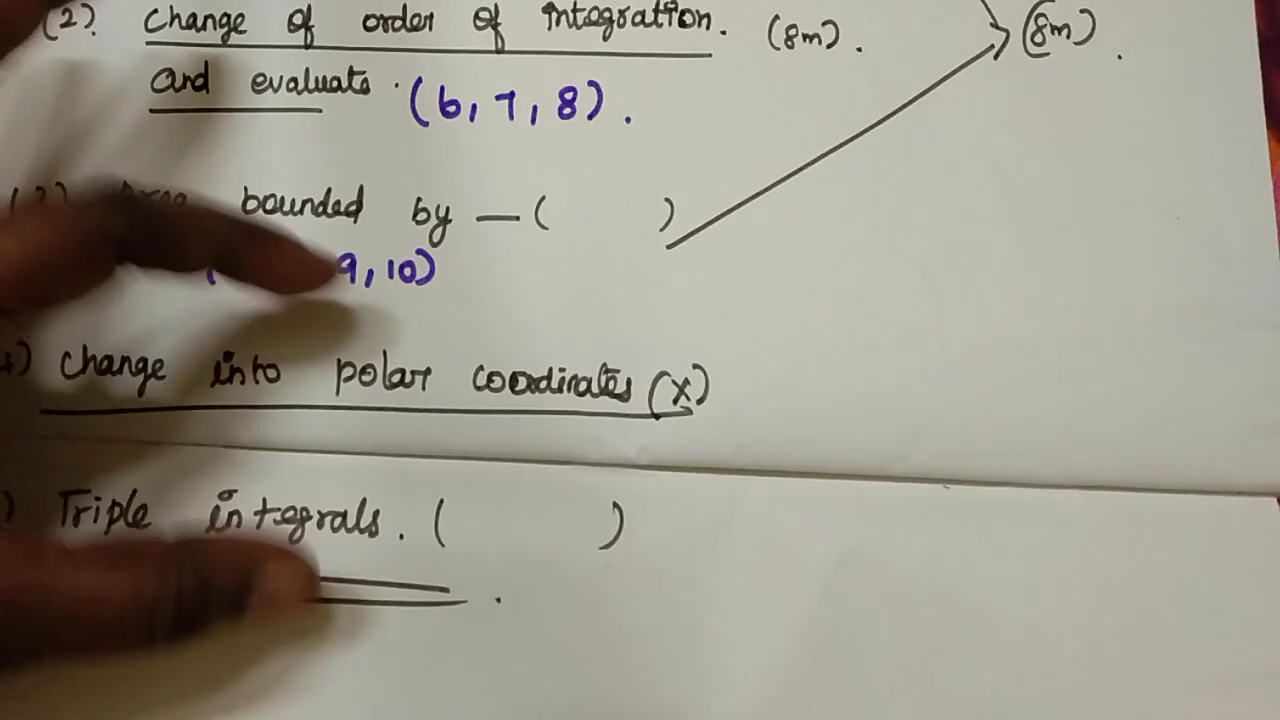 (2). Change of order of integration. (8m). (8m).
and evaluate. (6, 7, 8).
bounded by — ( )
9, 10)
) Change into polar coordinates (x)
) Triple integrals. ( )